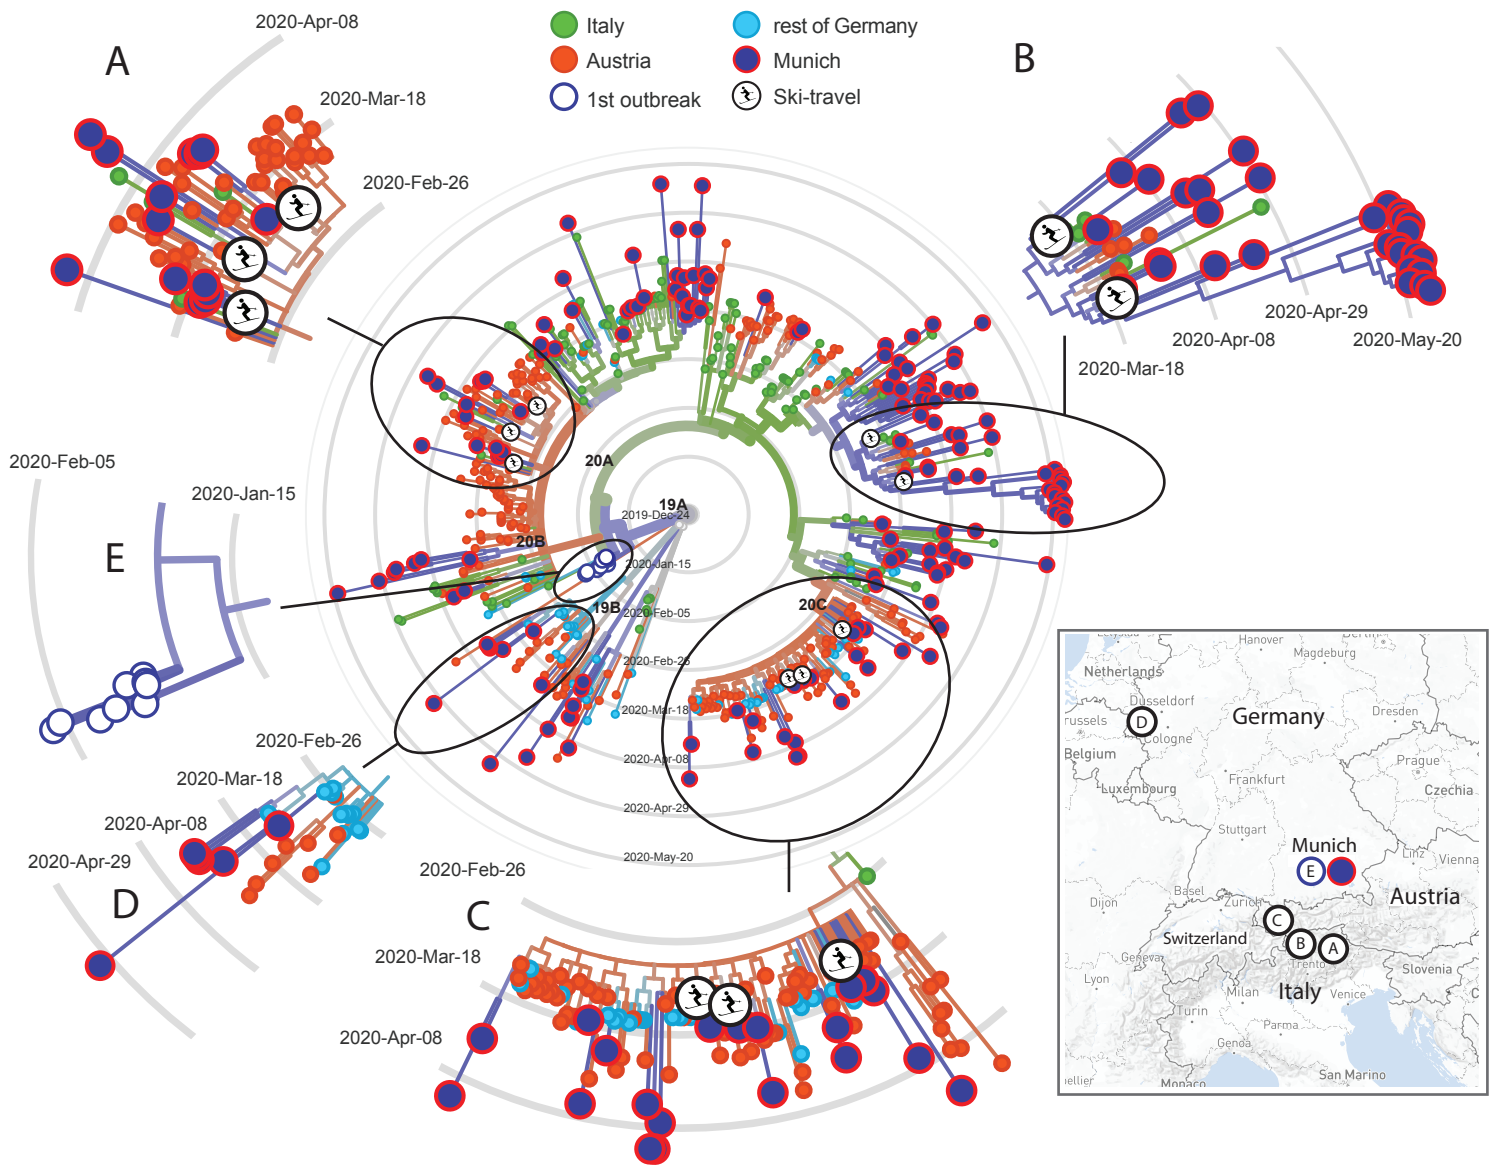 2020-Apr-08
A
2020-Mar-18
2020-Feb-26
Italy
Austria
1st outbreak
rest of Germany
Munich
Ski-travel
B
2020-Apr-29
2020-Apr-08
2020-May-20
2020-Mar-18
2020-Feb-05
2020-Jan-15
E
20A
19A
2019-Dec-24
20B
2020-Jan-15
19B
2020-Feb-05
20C
2020-Feb-26
2020-Mar-18
2020-Apr-08
2020-Apr-29
2020-May-20
2020-Feb-26
2020-Mar-18
2020-Apr-08
2020-Apr-29
D
2020-Feb-26
C
2020-Mar-18
2020-Apr-08
Hanover
Magdeburg
Netherlands
Dusseldorf
Germany
Dresden
russels
D
Cologne
Belgium
Prague
Frankfurt
Luxembourg
Czechia
Stuttgart
Munich
Linz
Vienna
E
Basel
Zurich
Austria
Dijon
C
Switzerland
B
A
Geneva
Trento
Slovenia
Lyon
Milan
Italy
Venice
Turin
Parma
Genoa
San Marino
ellier
Monaco